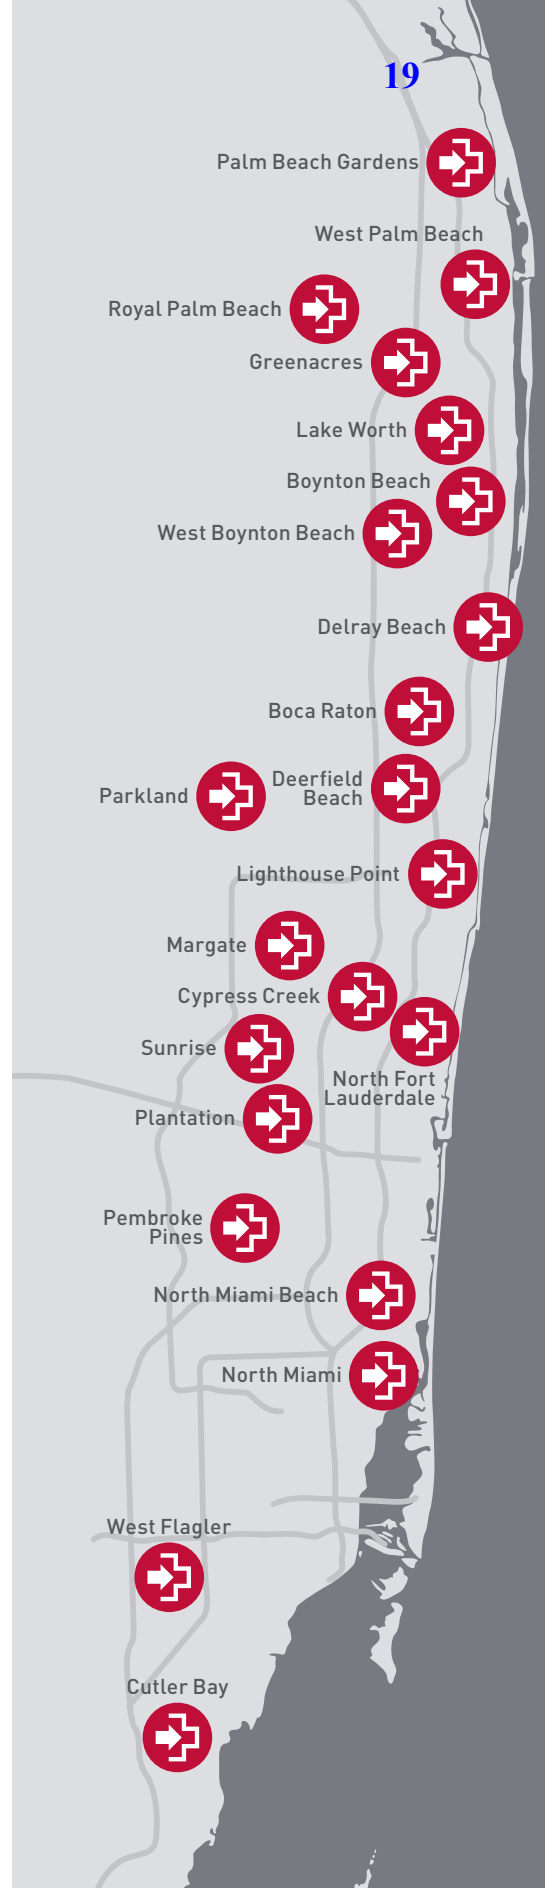 19
Palm Beach Gardens
West Palm Beach
Royal Palm Beach
Greenacres
Lake Worth
Boynton Beach
West Boynton Beach
Delray Beach
Boca Raton
Deerfield
Beach
Parkland
Lighthouse Point
Margate
Cypress Creek
Sunrise
North Fort
Lauderdale
Plantation
Pembroke
Pines
North Miami Beach
North Miami
West Flagler
Cutler Bay